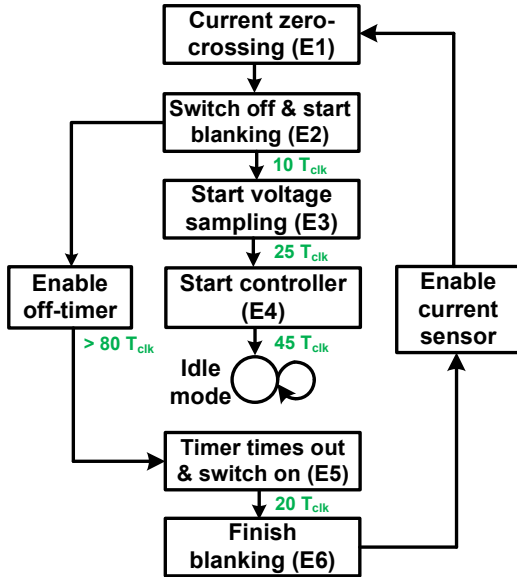 Current zero-
crossing (E1)
Switch off & start
blanking (E2)
10 Tclk
Start voltage
sampling (E3)
25 Tclk
Enable
off-timer
Start controller
(E4)
Enable
current
sensor
> 80 Tclk
45 Tclk
Idle
mode
Timer times out
& switch on (E5)
20 Tclk
Finish
blanking (E6)